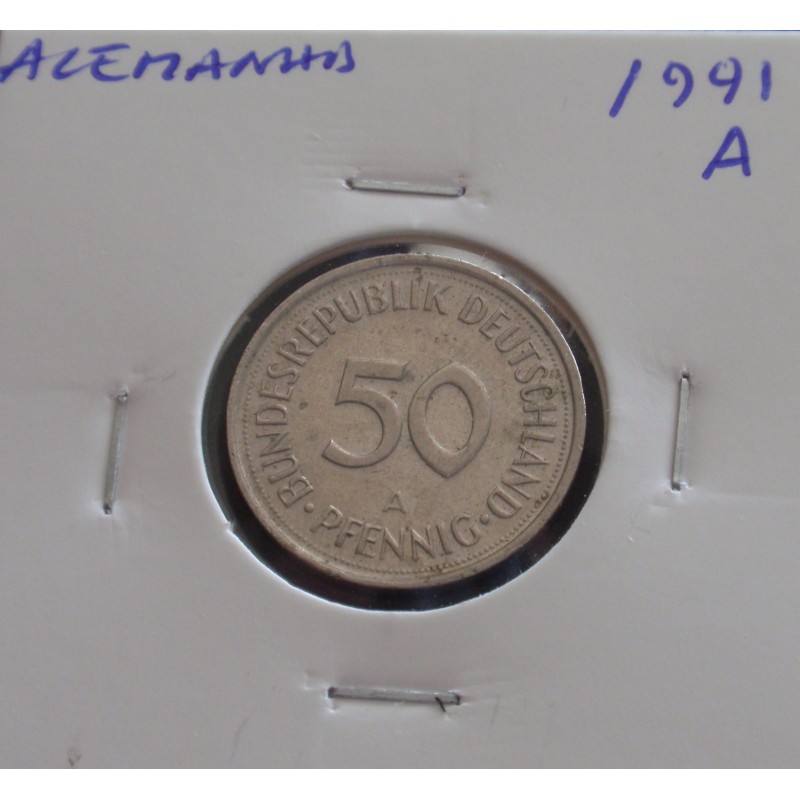 ALEMANHA
1991
A
· BUNDESREPUBLIK DEUTSCHLAND ·
50
A
PFENNIG